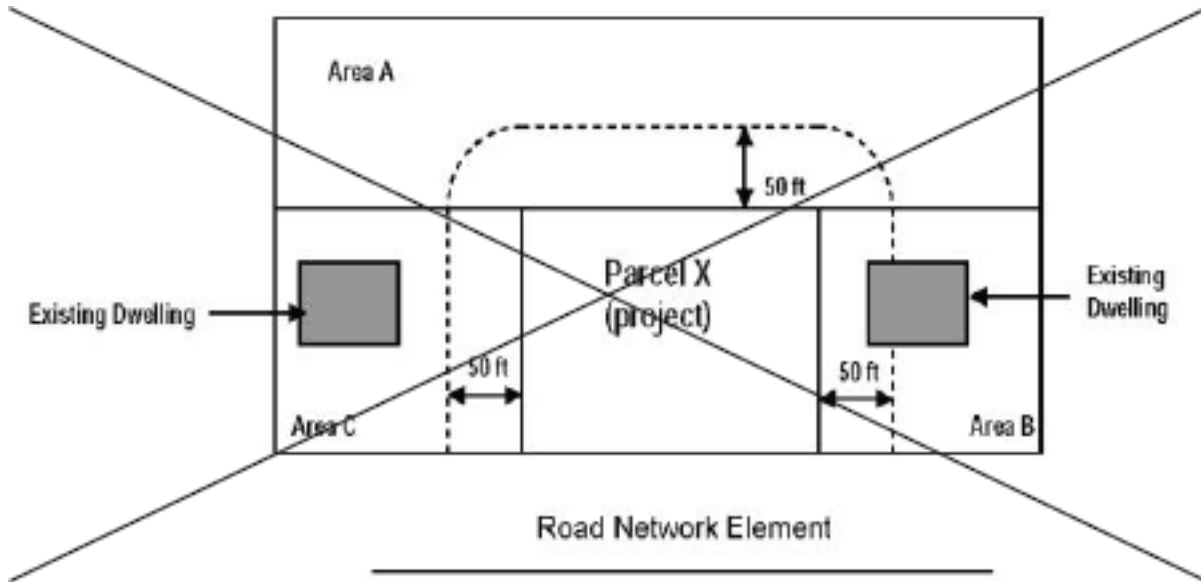 Area A
50 ft
Parcel X
(project)
Existing
Dwelling
Existing Dwelling
50 ft
50 ft
Area C
Area B
Road Network Element